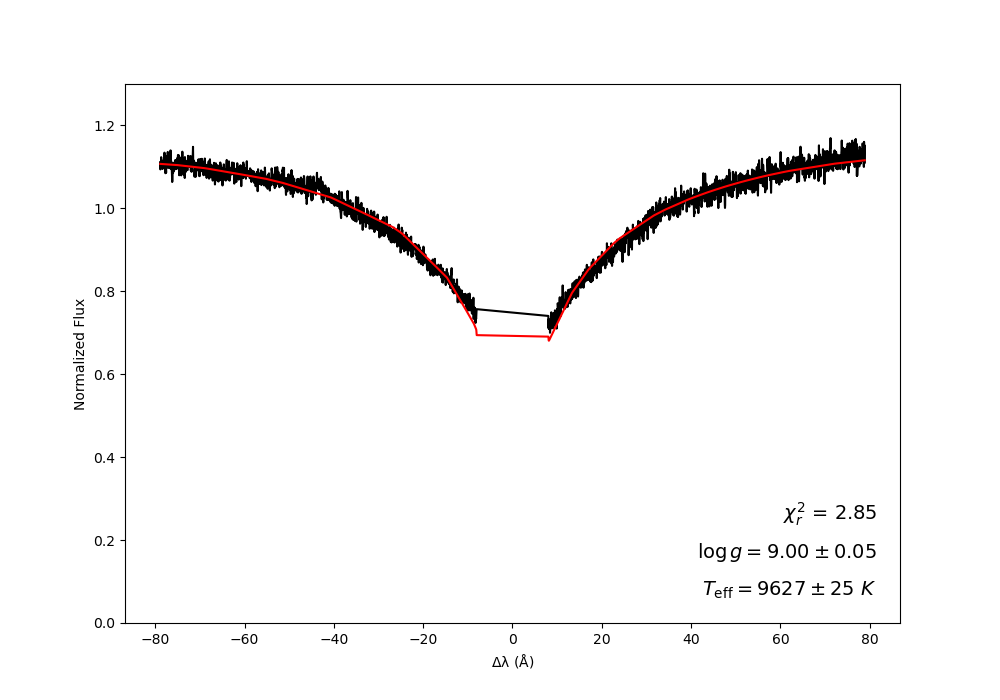 1.2
1.0
0.8
0.6
0.4
0.2
0.0
Normalized Flux
χ²ᵣ = 2.85
log g = 9.00 ± 0.05
T_eff = 9627 ± 25 K
−80 −60 −40 −20 0 20 40 60 80
Δλ (Å)